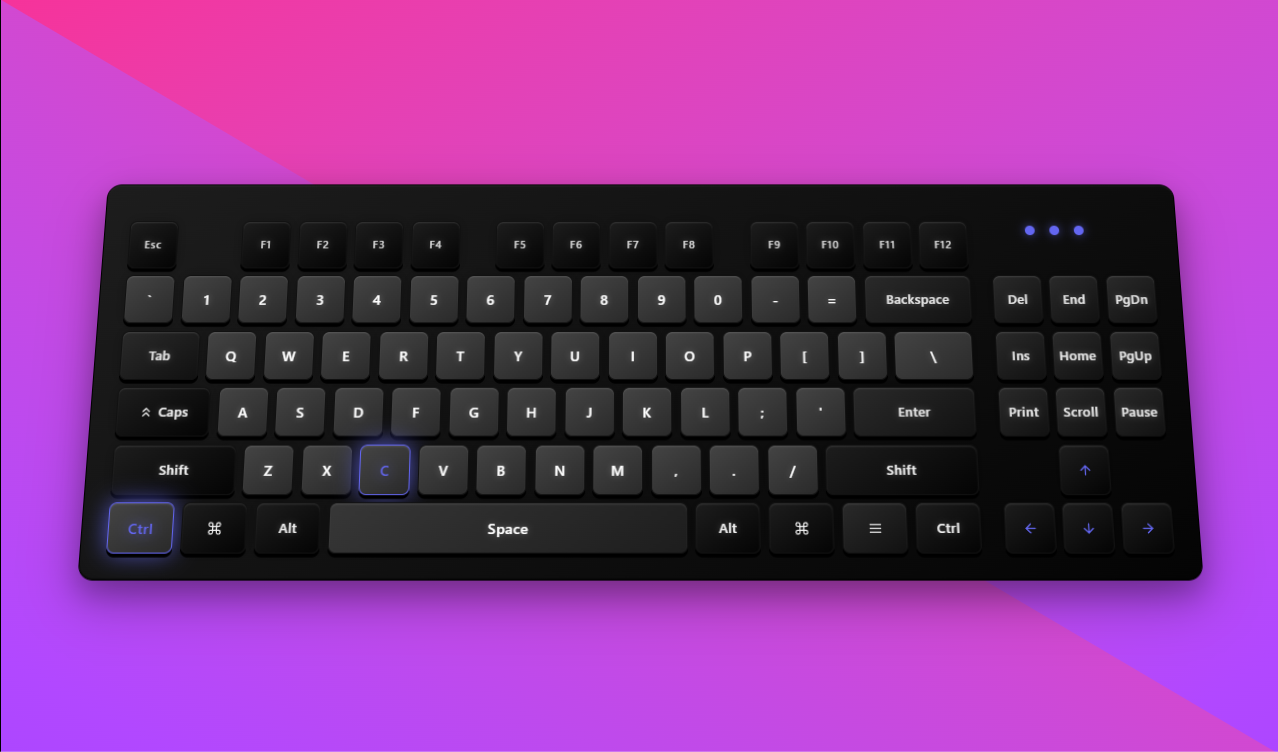 Esc F1 F2 F3 F4 F5 F6 F7 F8 F9 F10 F11 F12
` 1 2 3 4 5 6 7 8 9 0 - = Backspace Del End PgDn
Tab Q W E R T Y U I O P [ ] \ Ins Home PgUp
Caps A S D F G H J K L ; ' Enter Print Scroll Pause
Shift Z X C V B N M , . / Shift ↑
Ctrl ⌘ Alt Space Alt ⌘ ☰ Ctrl ← ↓ →